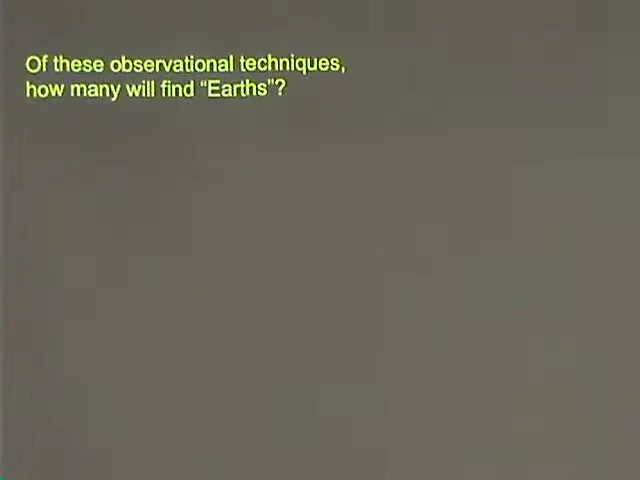 Of these observational techniques,
how many will find “Earths”?